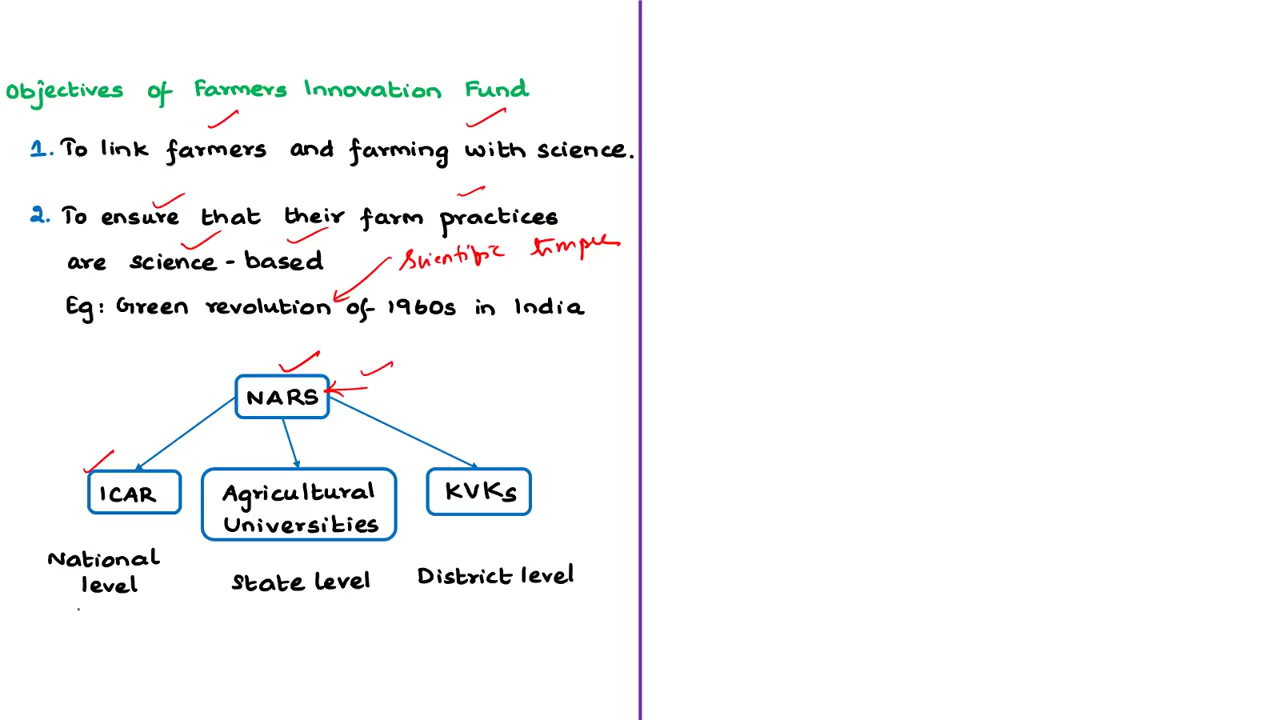 Objectives of Farmers Innovation Fund
1. To link farmers and farming with science.
2. To ensure that their farm practices
are science-based
Scientific temper
Eg: Green revolution of 1960s in India
NARS
ICAR
Agricultural
Universities
KVKs
National
level
State level
District level